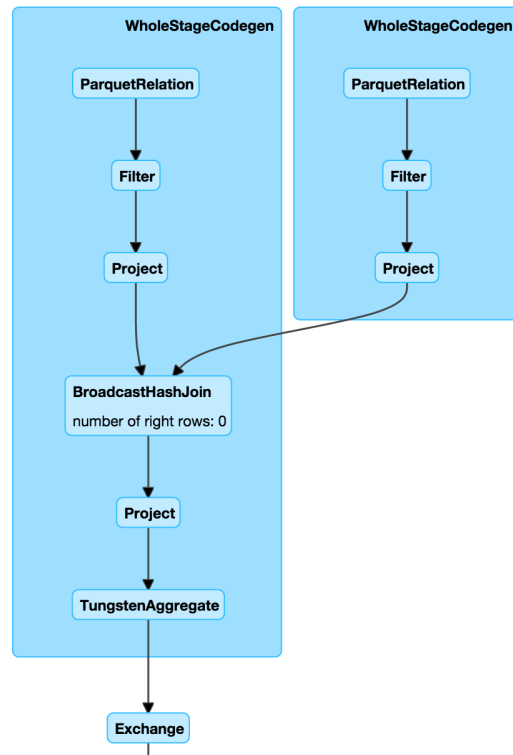 WholeStageCodegen
ParquetRelation
Filter
Project
BroadcastHashJoin
number of right rows: 0
Project
TungstenAggregate
WholeStageCodegen
ParquetRelation
Filter
Project
Exchange